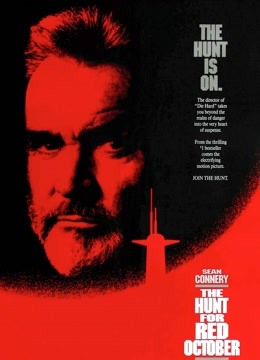 THE
HUNT
IS
ON.
The director of
"Die Hard" takes
you beyond the
realm of danger
into the very heart
of suspense.
From the thrilling
#1 bestseller
comes the
electrifying
motion picture.
JOIN THE HUNT.
SEAN
CONNERY
THE
HUNT
FOR
RED
OCTOBER